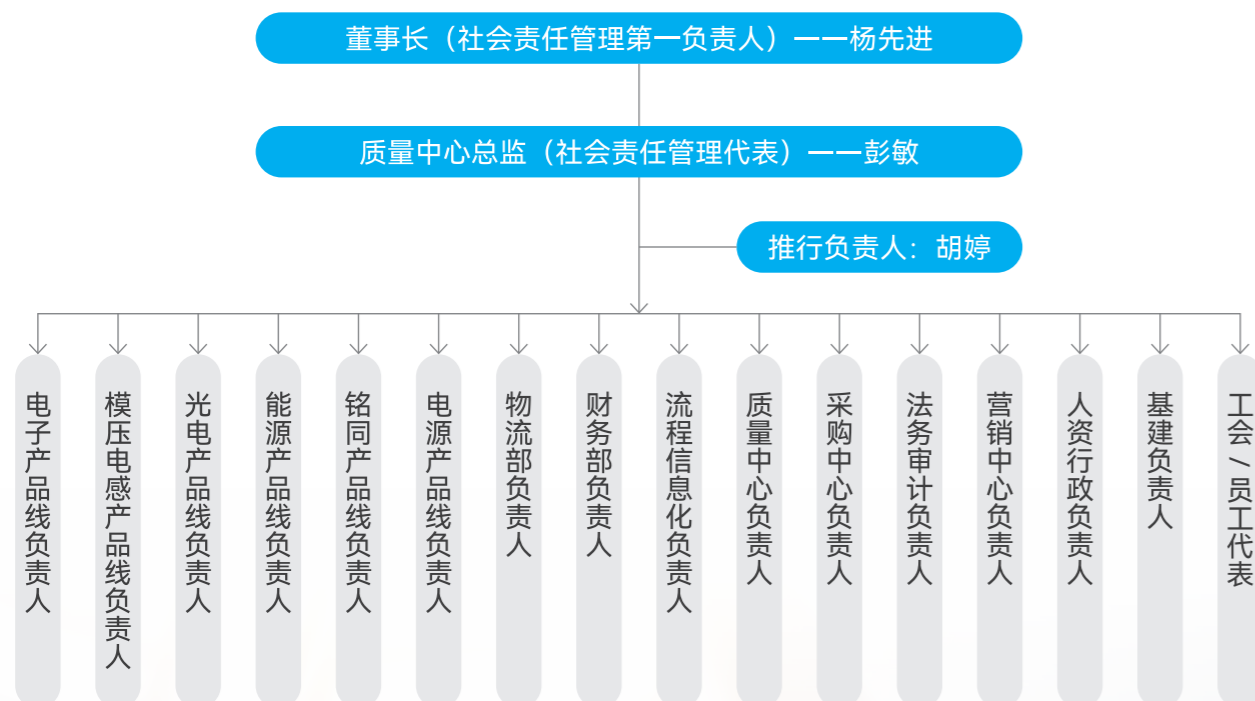 董事长（社会责任管理第一负责人）——杨先进
质量中心总监（社会责任管理代表）——彭敏
推行负责人：胡婷
电子产品线负责人
模压电感产品线负责人
光电产品线负责人
能源产品线负责人
铭同产品线负责人
电源产品线负责人
物流部负责人
财务部负责人
流程信息化负责人
质量中心负责人
采购中心负责人
法务审计负责人
营销中心负责人
人资行政负责人
基建负责人
工会/员工代表